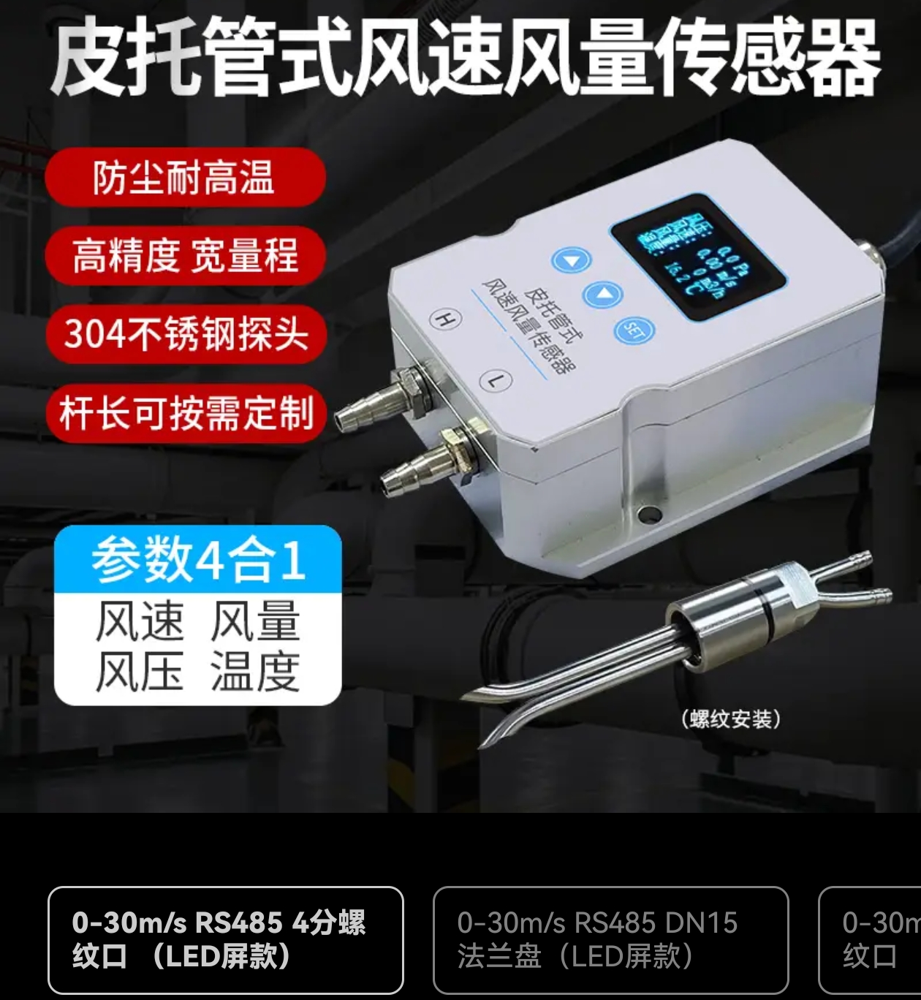 皮托管式风速风量传感器
防尘耐高温
高精度 宽量程
304不锈钢探头
杆长可按需定制
风压: 0.0 Pa
风速: 0.00 m/s
风量: 0 m3/h
温度: 16.2 ℃
SET
皮托管式
风速风量传感器
H
L
参数4合1
风速 风量
风压 温度
（螺纹安装）
0-30m/s RS485 4分螺
纹口 （LED屏款）
0-30m/s RS485 DN15
法兰盘（LED屏款）
0-30m
纹口